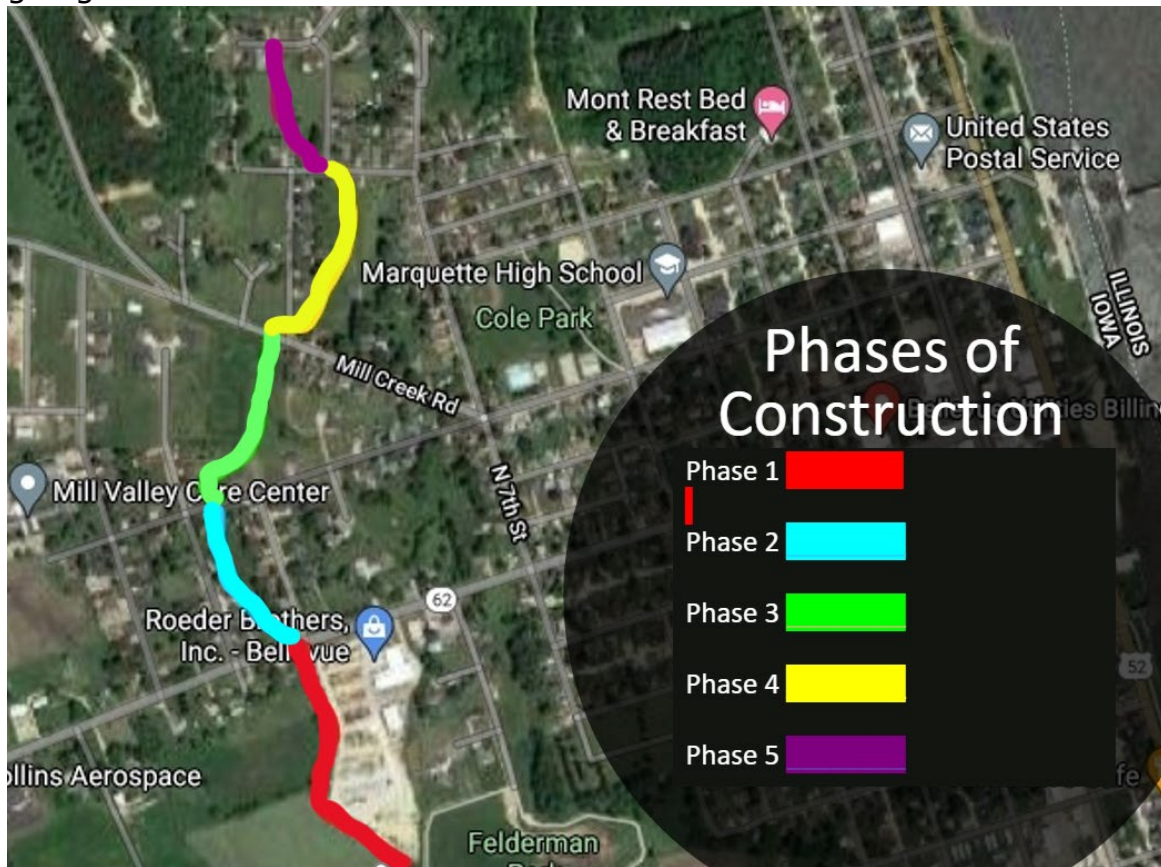 Mont Rest Bed
& Breakfast
United States
Postal Service
Marquette High School
Cole Park
ILLINOIS
IOWA
Mill Creek Rd
Phases of
Construction
Mill Valley Care Center
N 7th St
Phase 1
Phase 2
62
Phase 3
Roeder Brothers,
Inc. - Bellevue
52
Phase 4
Phase 5
ollins Aerospace
Felderman